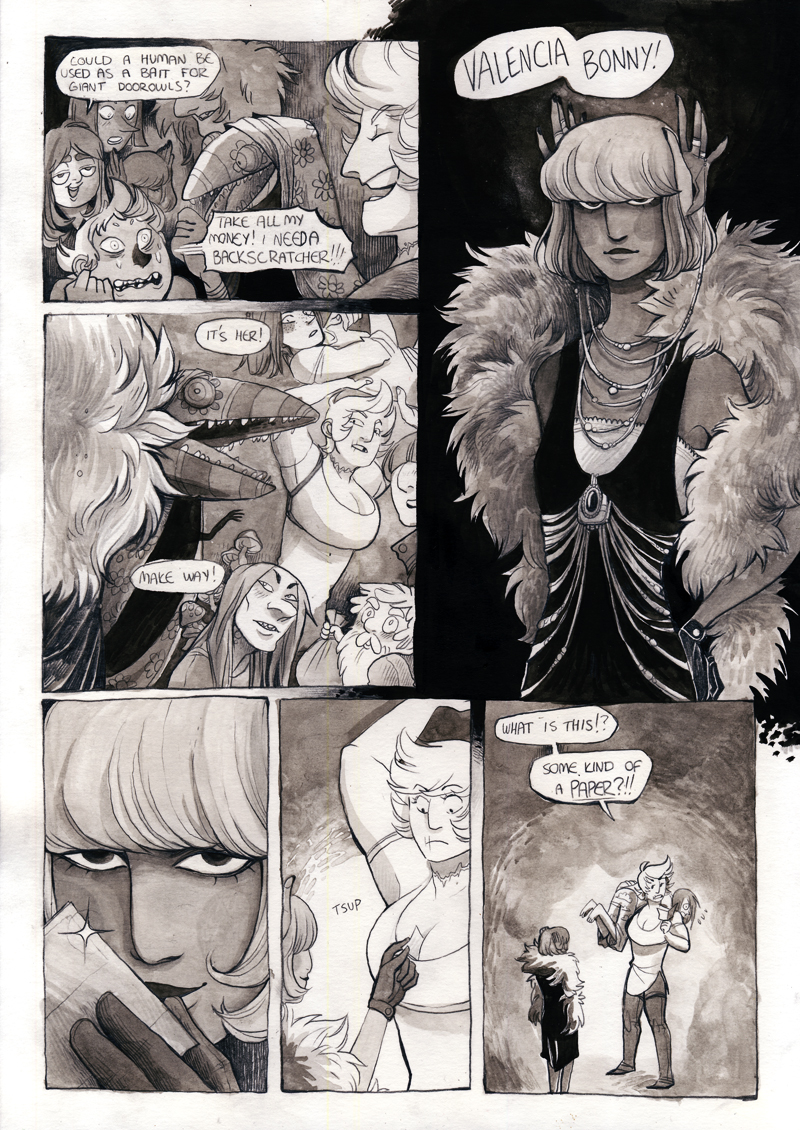 COULD A HUMAN BE
USED AS A BAIT FOR
GIANT DOOROWLS?
TAKE ALL MY
MONEY! I NEED A
BACKSCRATCHER!!!
VALENCIA
BONNY!
IT'S HER!
MAKE WAY!
TSUP
WHAT IS THIS!?
SOME KIND OF
A PAPER?!!